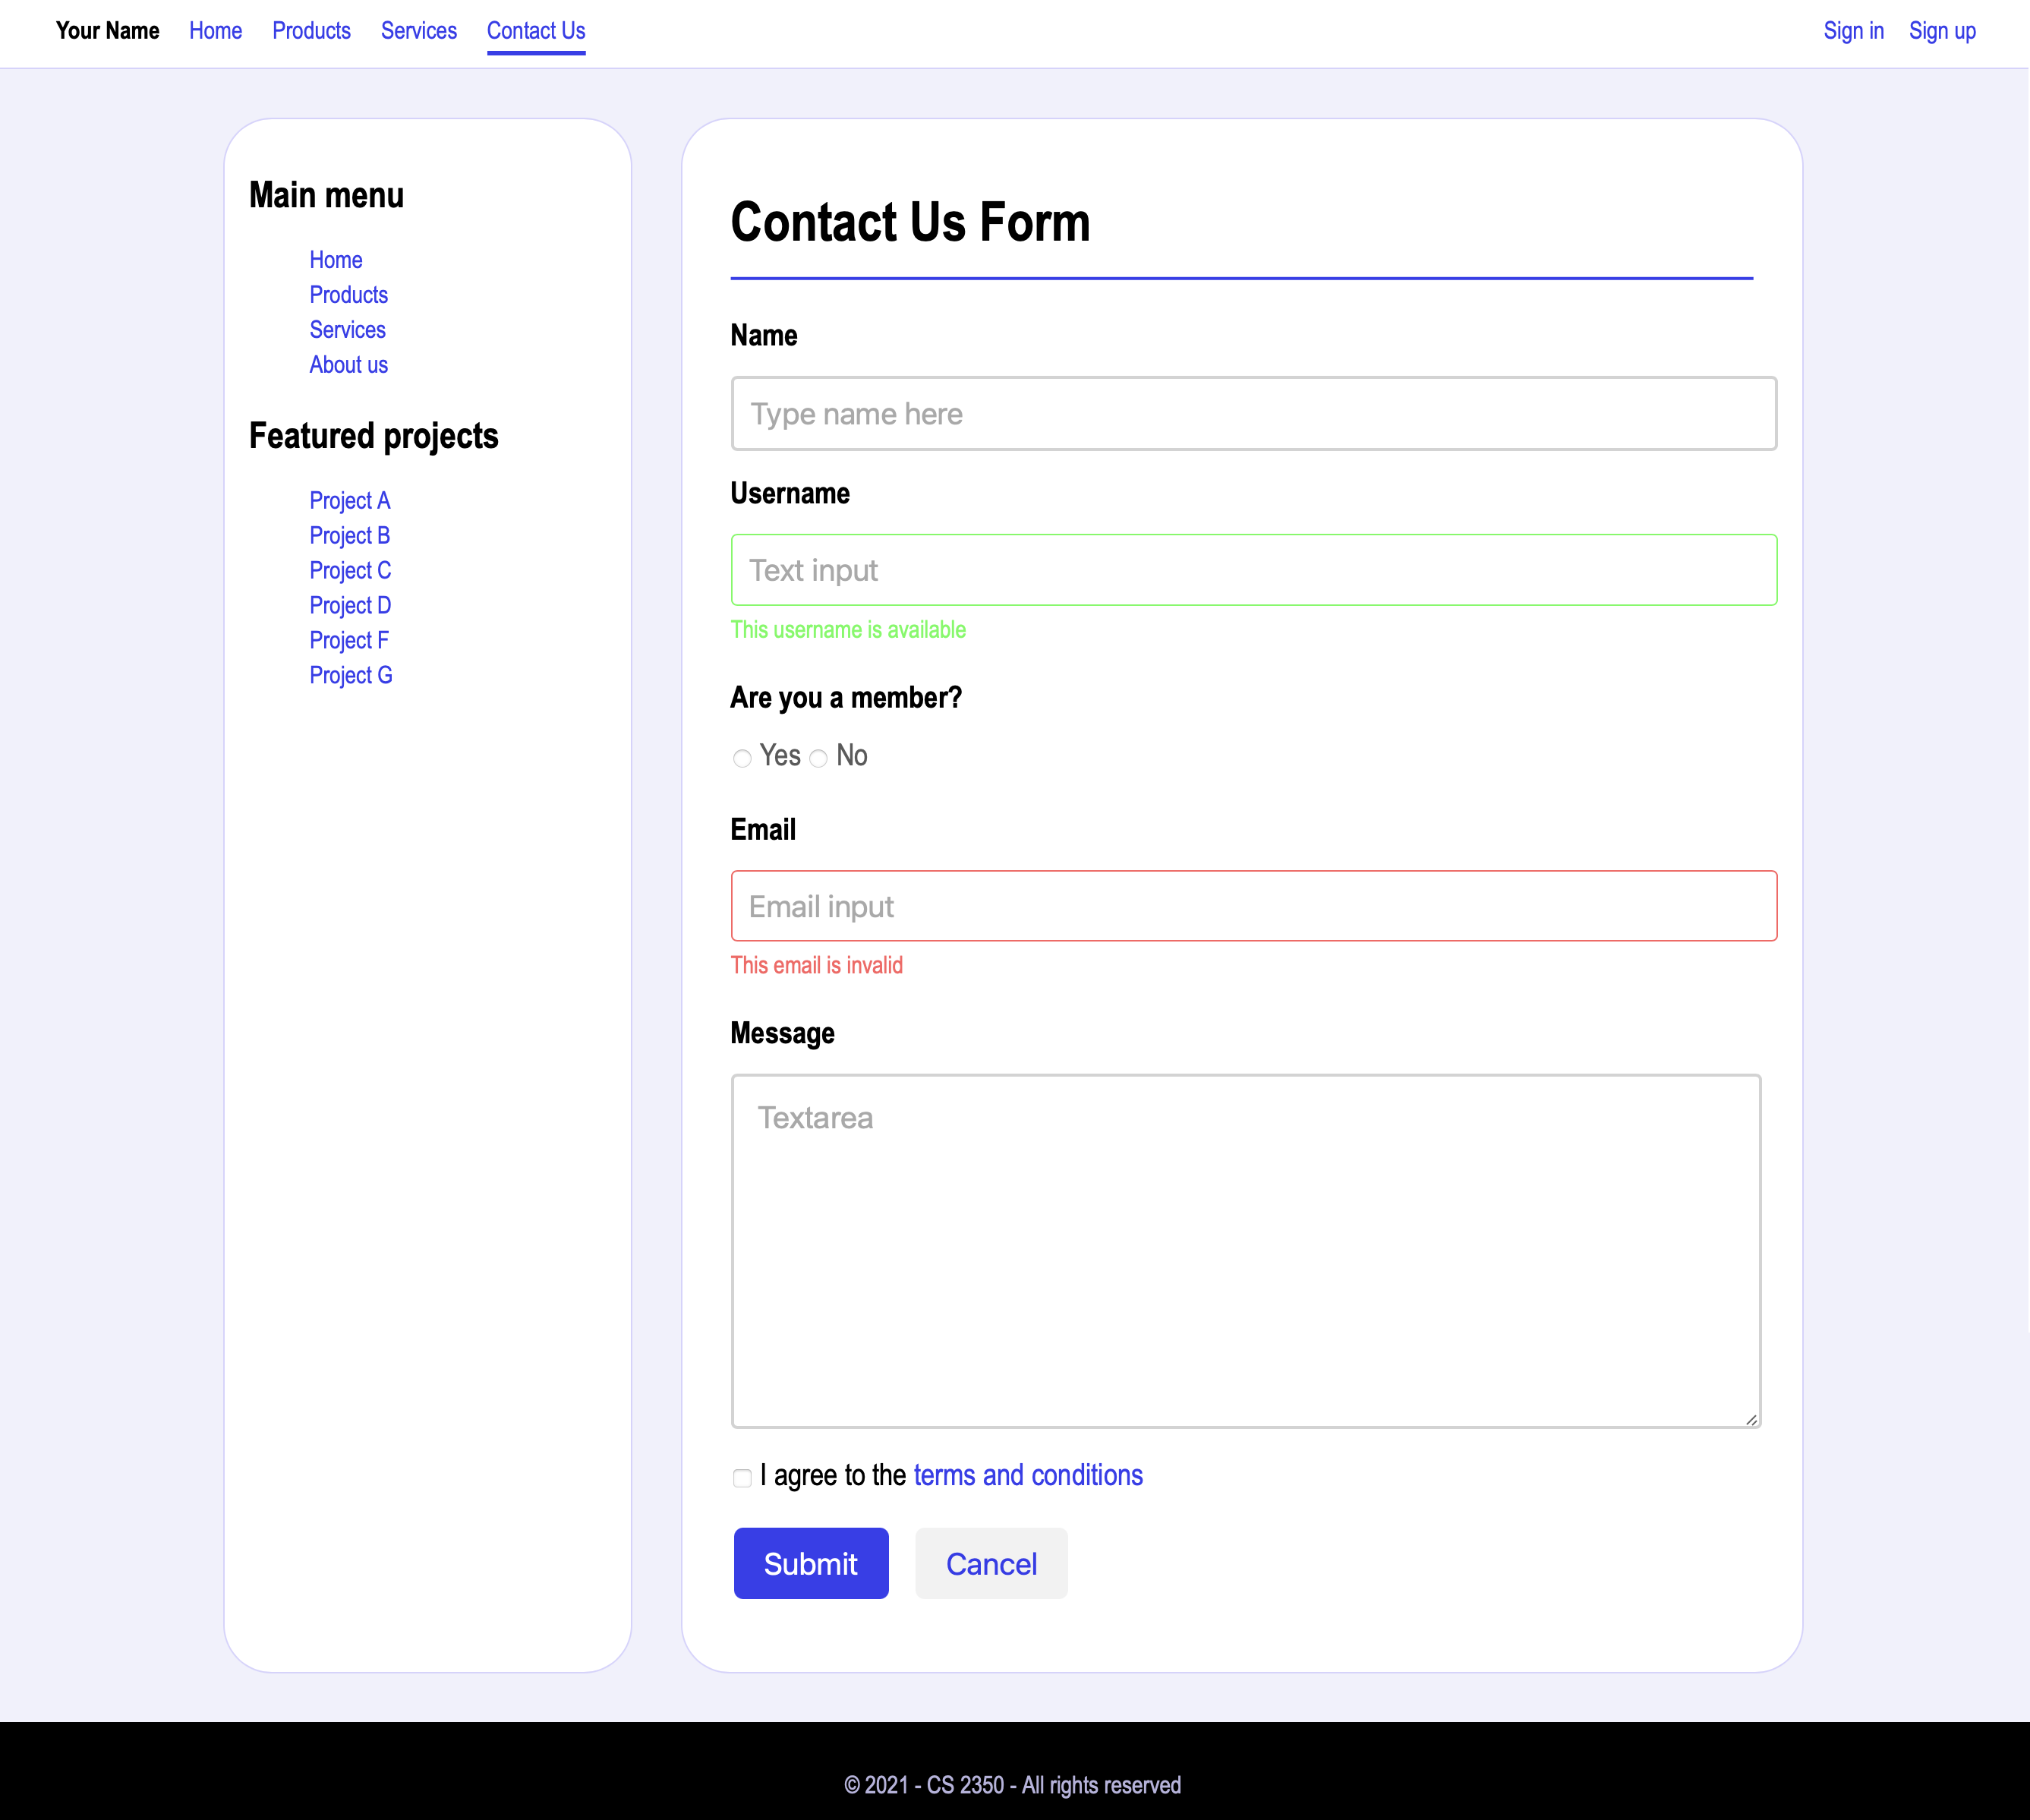 Your Name Home Products Services Contact Us Sign in Sign up
Main menu
Home
Products
Services
About us
Featured projects
Project A
Project B
Project C
Project D
Project F
Project G
Contact Us Form
Name
Type name here
Username
Text input
This username is available
Are you a member?
Yes No
Email
Email input
This email is invalid
Message
Textarea
I agree to the terms and conditions
Submit Cancel
© 2021 - CS 2350 - All rights reserved